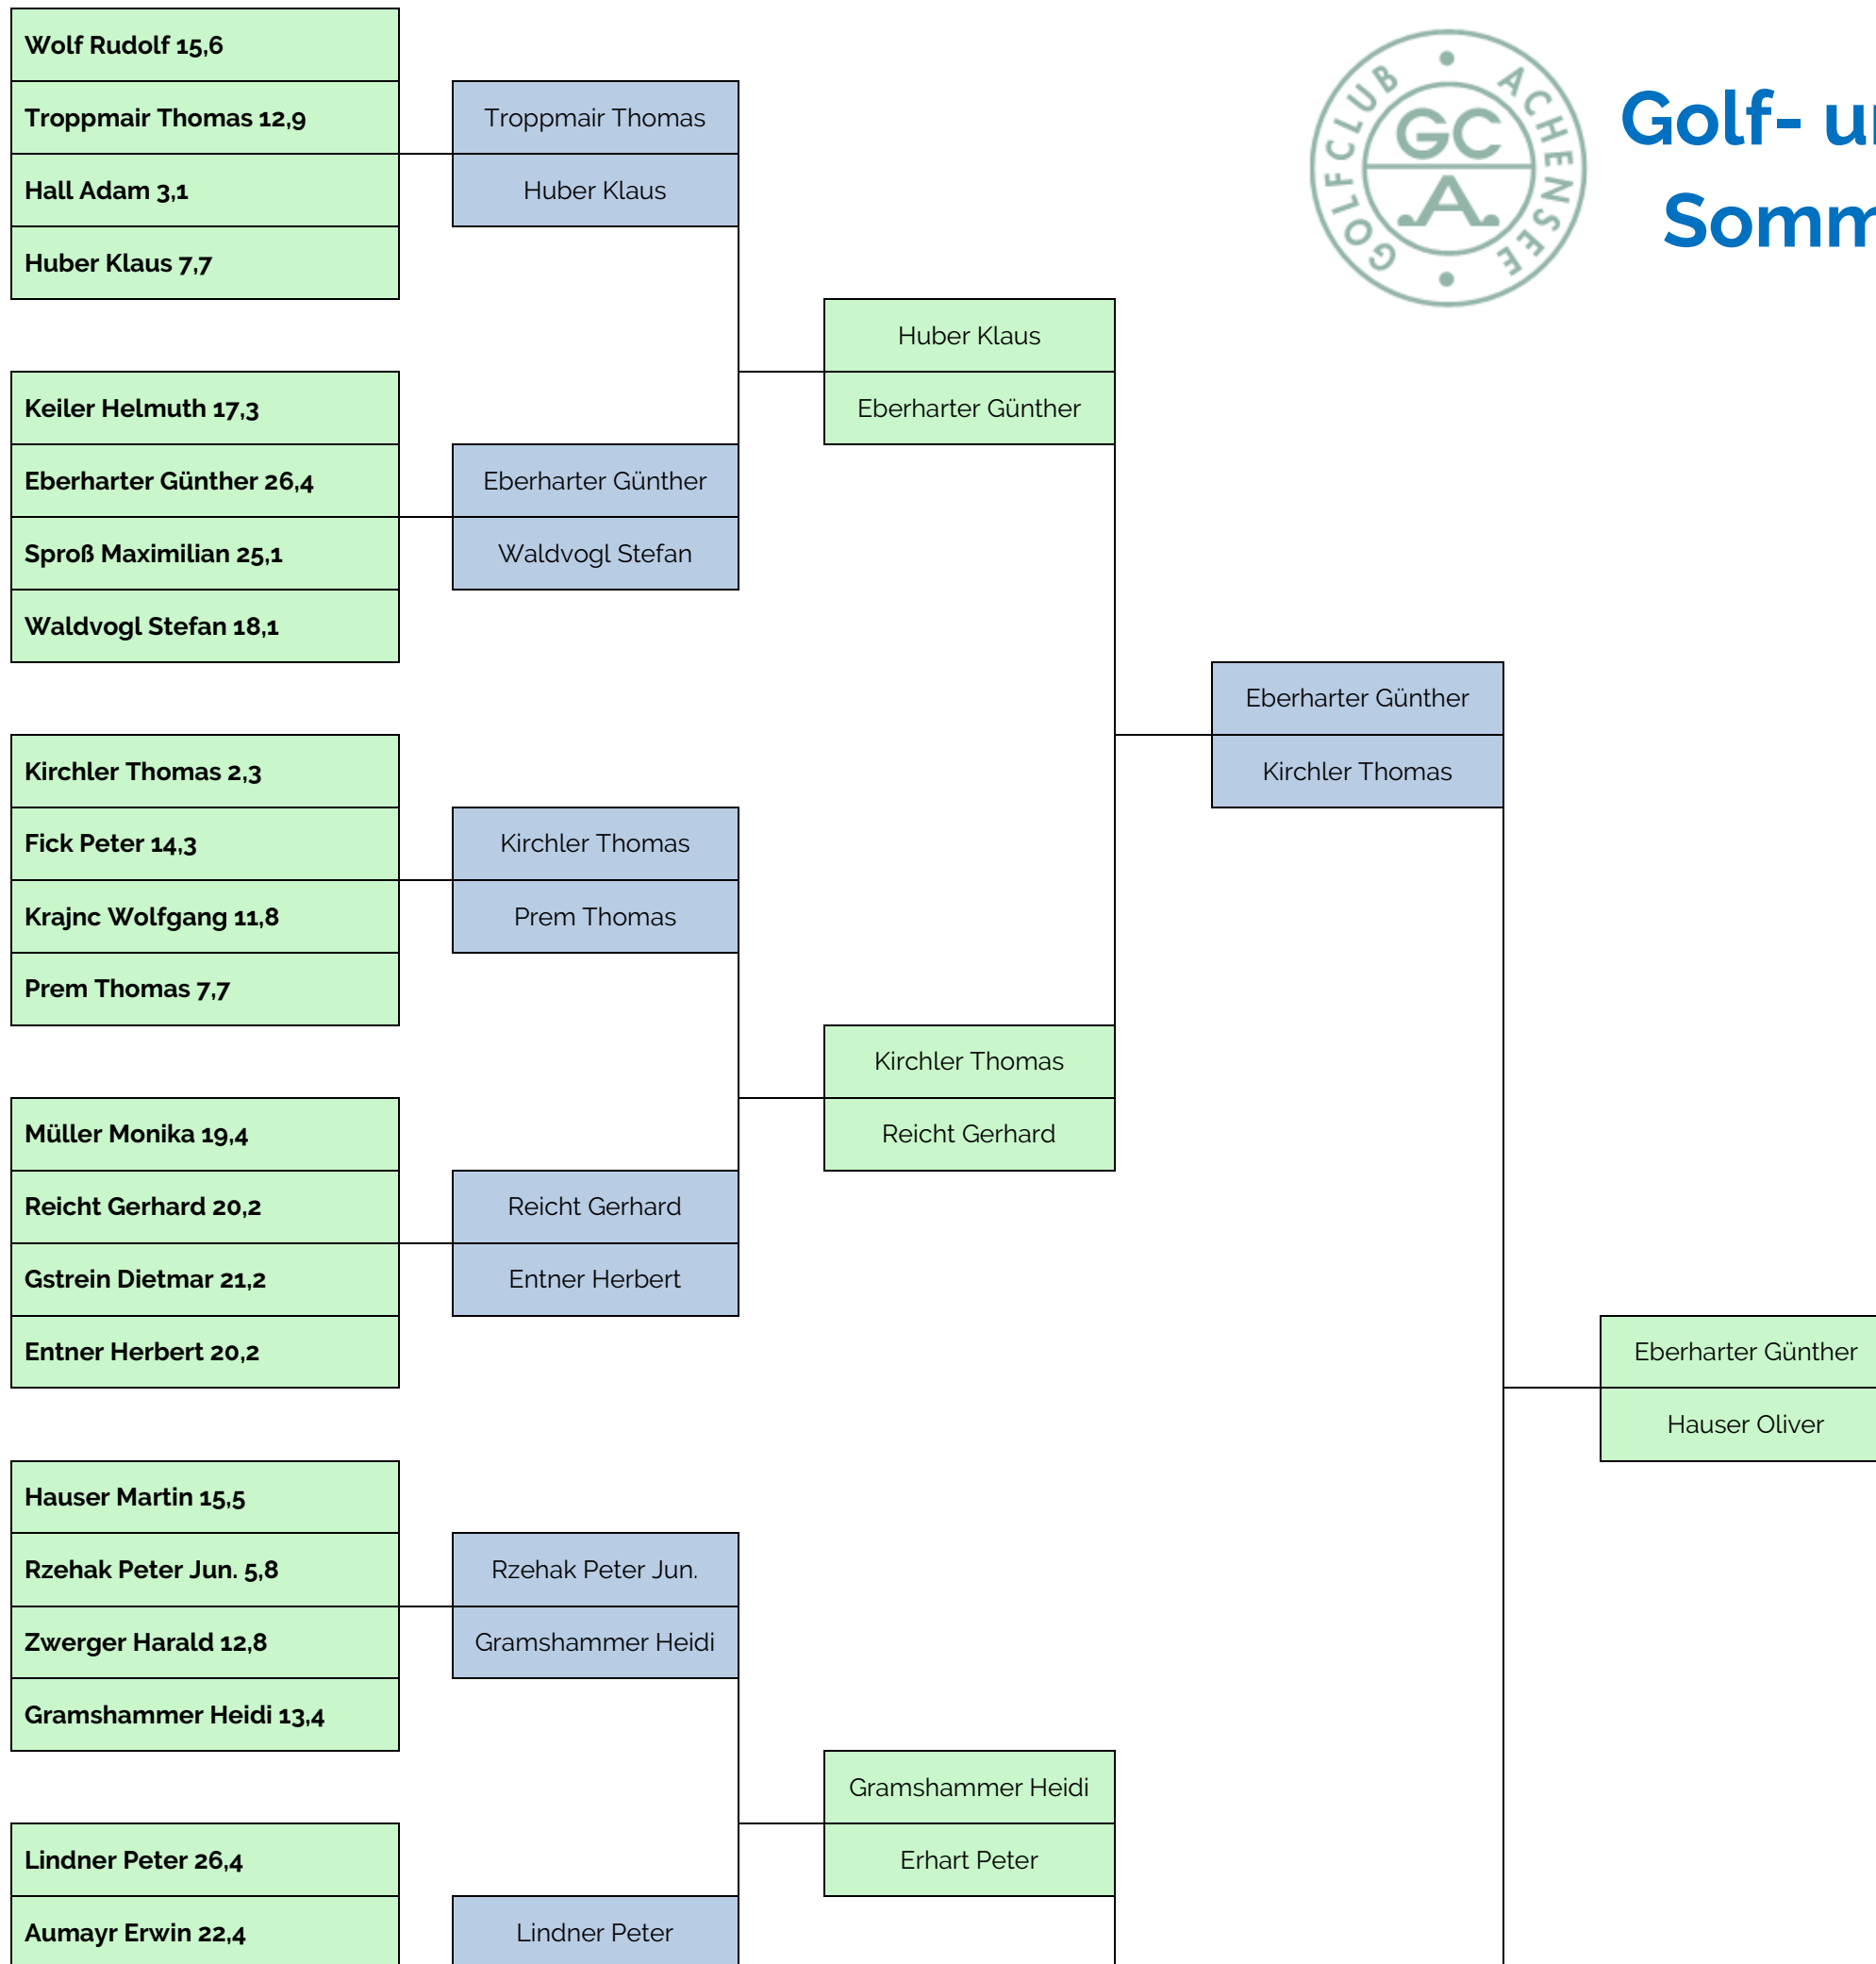 Wolf Rudolf 15,6
Troppmair Thomas 12,9
Hall Adam 3,1
Huber Klaus 7,7
Keiler Helmuth 17,3
Eberharter Günther 26,4
Sproß Maximilian 25,1
Waldvogl Stefan 18,1
Kirchler Thomas 2,3
Fick Peter 14,3
Krajnc Wolfgang 11,8
Prem Thomas 7,7
Müller Monika 19,4
Reicht Gerhard 20,2
Gstrein Dietmar 21,2
Entner Herbert 20,2
Hauser Martin 15,5
Rzehak Peter Jun. 5,8
Zwerger Harald 12,8
Gramshammer Heidi 13,4
Lindner Peter 26,4
Aumayr Erwin 22,4
Troppmair Thomas
Huber Klaus
Eberharter Günther
Waldvogl Stefan
Kirchler Thomas
Prem Thomas
Reicht Gerhard
Entner Herbert
Rzehak Peter Jun.
Gramshammer Heidi
Lindner Peter
Huber Klaus
Eberharter Günther
Kirchler Thomas
Reicht Gerhard
Gramshammer Heidi
Erhart Peter
Eberharter Günther
Kirchler Thomas
Eberharter Günther
Hauser Oliver
GOLFCLUB • ACHENSEE •
GC
A
Golf-